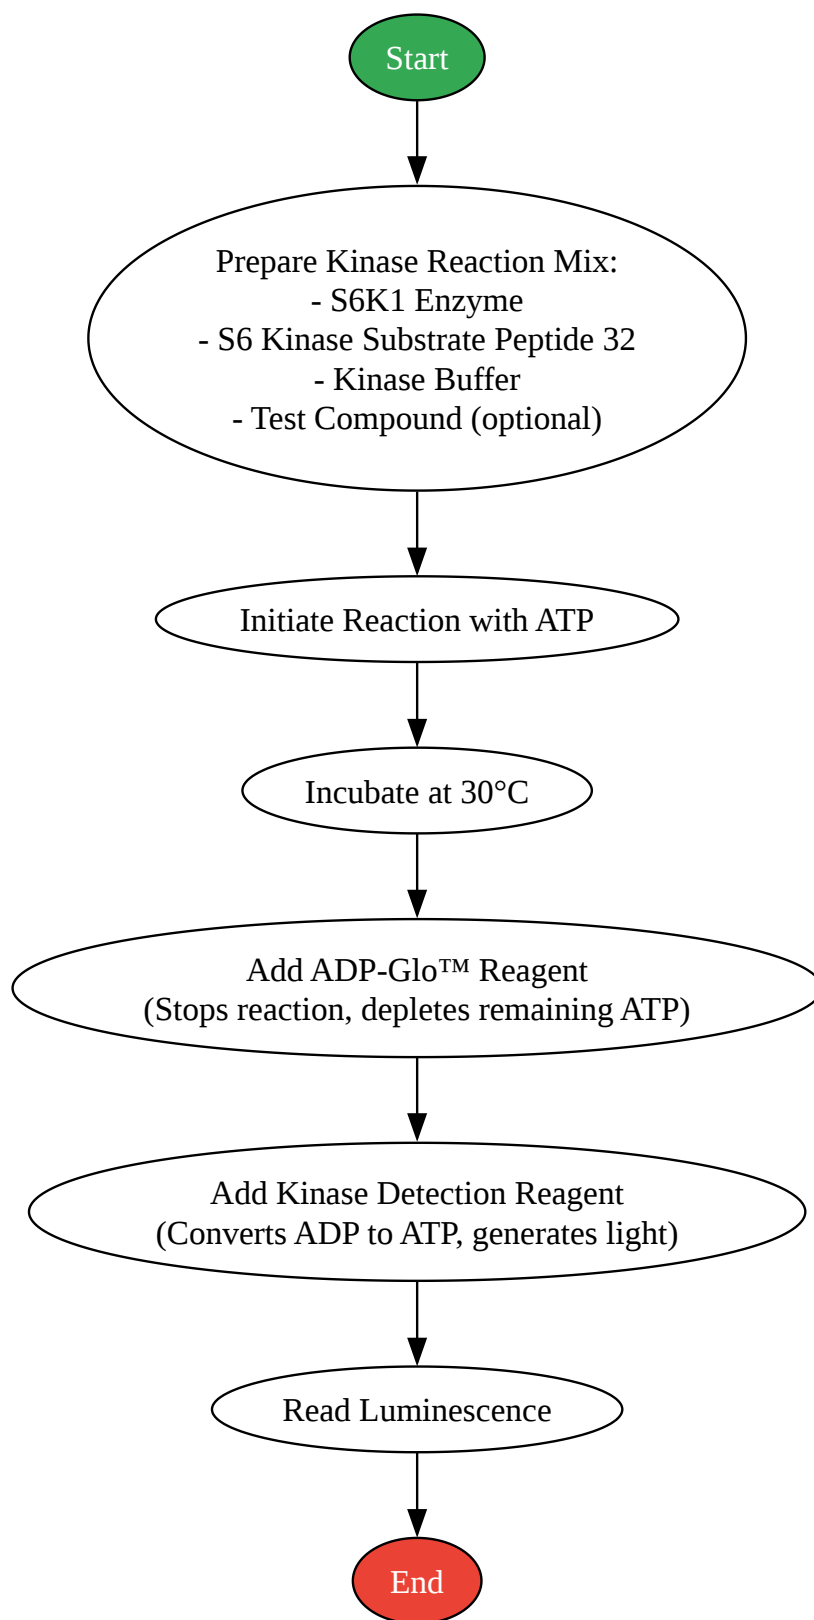 Start
Prepare Kinase Reaction Mix:
- S6K1 Enzyme
- S6 Kinase Substrate Peptide 32
- Kinase Buffer
- Test Compound (optional)
Initiate Reaction with ATP
Incubate at 30°C
Add ADP-Glo™ Reagent
(Stops reaction, depletes remaining ATP)
Add Kinase Detection Reagent
(Converts ADP to ATP, generates light)
Read Luminescence
End